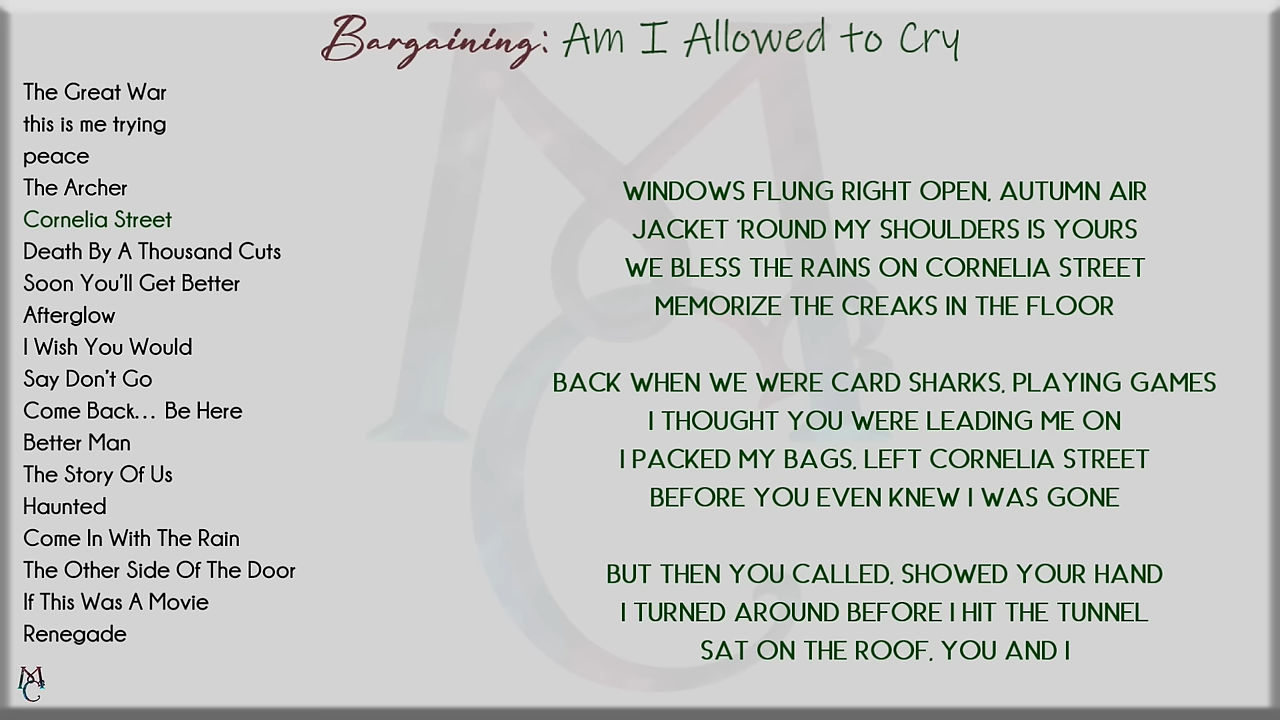 Bargaining: Am I Allowed to Cry
The Great War
this is me trying
peace
The Archer
Cornelia Street
Death By A Thousand Cuts
Soon You'll Get Better
Afterglow
I Wish You Would
Say Don't Go
Come Back... Be Here
Better Man
The Story Of Us
Haunted
Come In With The Rain
The Other Side Of The Door
If This Was A Movie
Renegade
WINDOWS FLUNG RIGHT OPEN, AUTUMN AIR
JACKET 'ROUND MY SHOULDERS IS YOURS
WE BLESS THE RAINS ON CORNELIA STREET
MEMORIZE THE CREAKS IN THE FLOOR
BACK WHEN WE WERE CARD SHARKS, PLAYING GAMES
I THOUGHT YOU WERE LEADING ME ON
I PACKED MY BAGS, LEFT CORNELIA STREET
BEFORE YOU EVEN KNEW I WAS GONE
BUT THEN YOU CALLED, SHOWED YOUR HAND
I TURNED AROUND BEFORE I HIT THE TUNNEL
SAT ON THE ROOF, YOU AND I